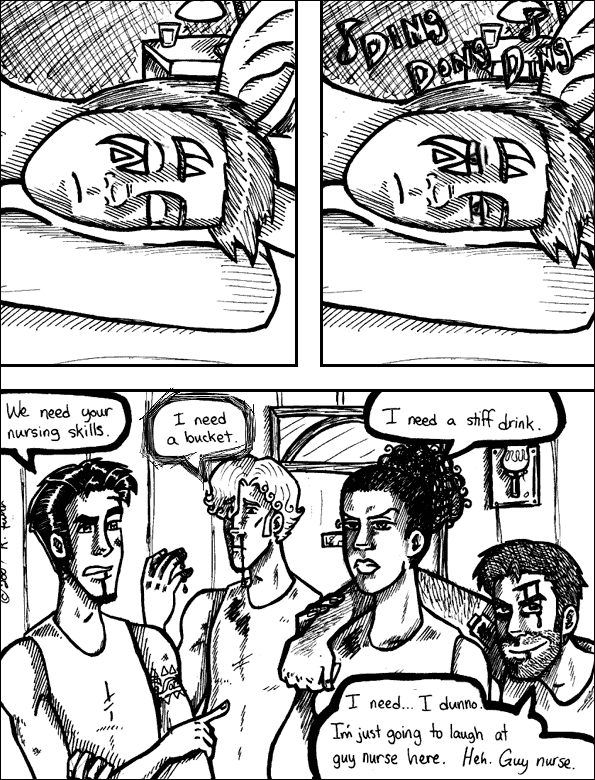 DING
DONG DING
We need your
nursing skills.
I need
a bucket.
I need a stiff drink.
I need... I dunno.
I'm just going to laugh at
guy nurse here. Heh. Guy nurse.